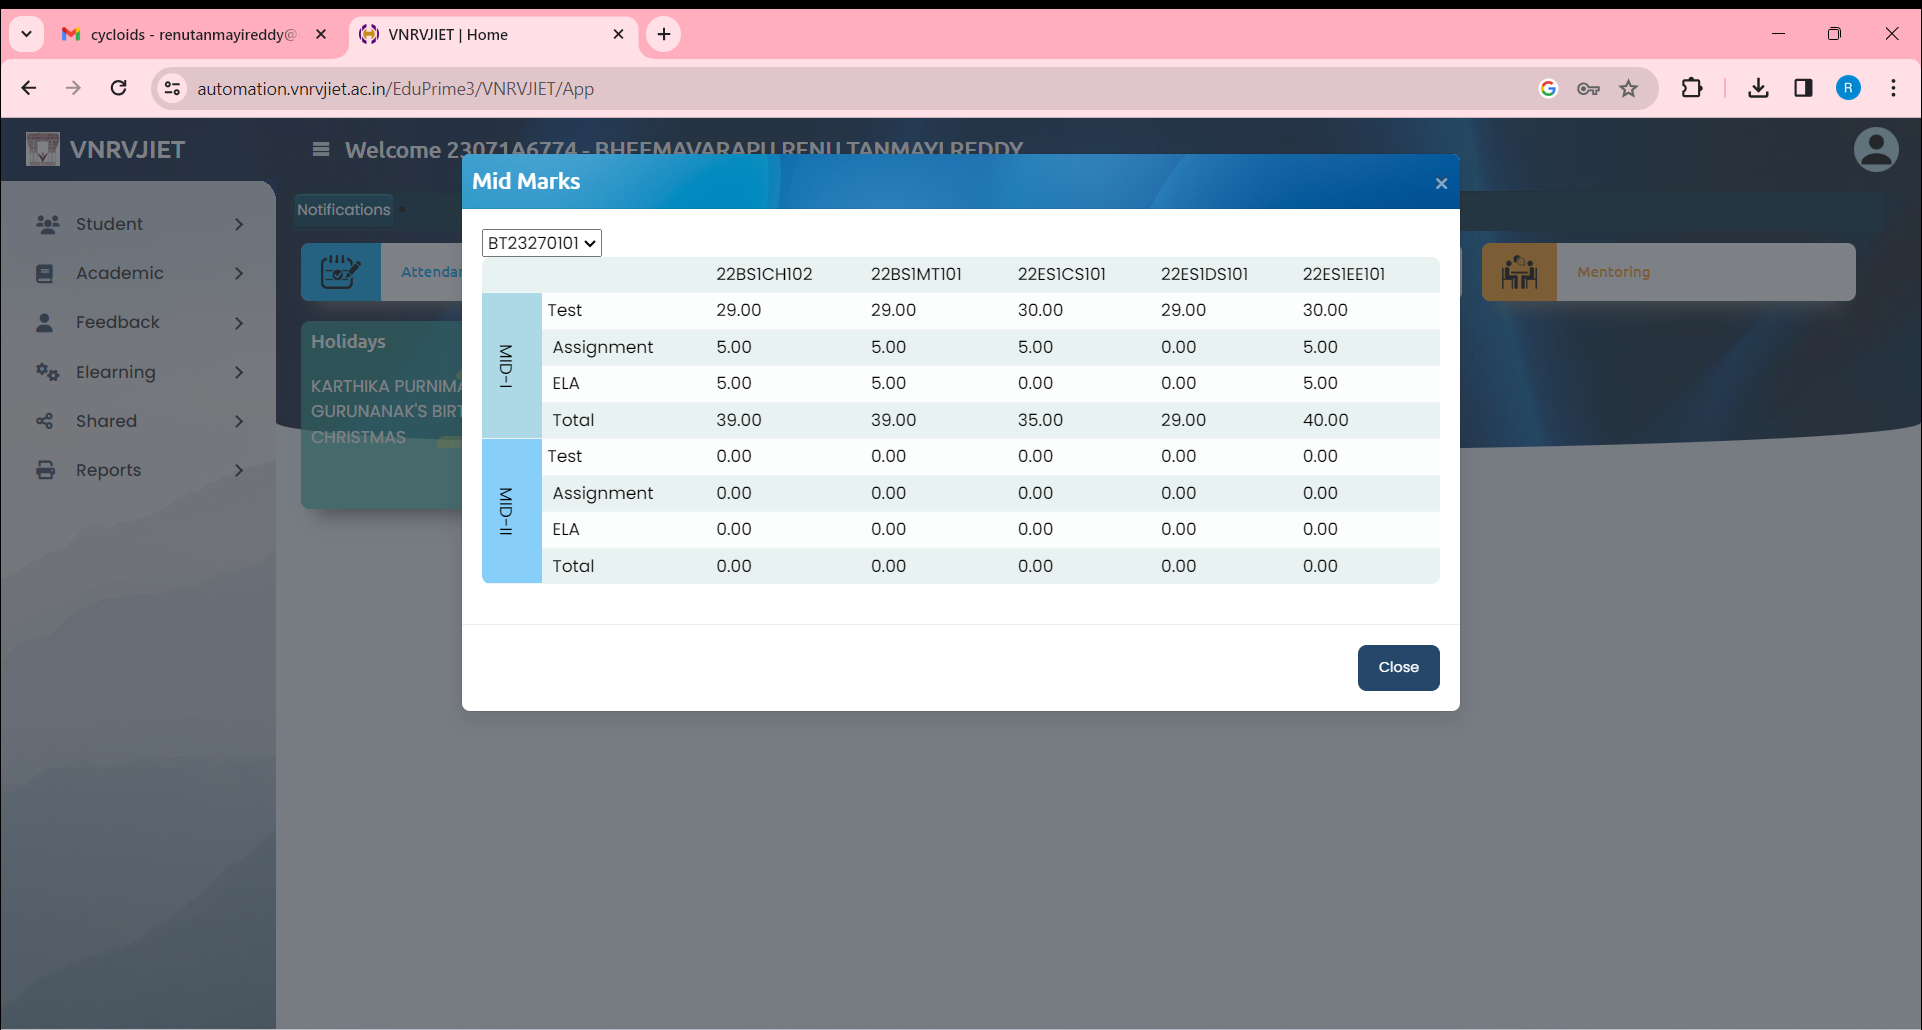 cycloids - renutanmayireddy@
VNRVJIET | Home
automation.vnrvjiet.ac.in/EduPrime3/VNRVJIET/App
R
VNRVJIET
Welcome 23071A6774 - BHEEMAVARAPU RENU TANMAYI REDDY
Student
Academic
Feedback
Elearning
Shared
Reports
Notifications
Attendan
Mentoring
Holidays
KARTHIKA PURNIMA
GURUNANAK'S BIRT
CHRISTMAS
Mid Marks
×
BT23270101
22BS1CH102 22BS1MT101 22ES1CS101 22ES1DS101 22ES1EE101
MID-I
Test 29.00 29.00 30.00 29.00 30.00
Assignment 5.00 5.00 5.00 0.00 5.00
ELA 5.00 5.00 0.00 0.00 5.00
Total 39.00 39.00 35.00 29.00 40.00
MID-II
Test 0.00 0.00 0.00 0.00 0.00
Assignment 0.00 0.00 0.00 0.00 0.00
ELA 0.00 0.00 0.00 0.00 0.00
Total 0.00 0.00 0.00 0.00 0.00
Close